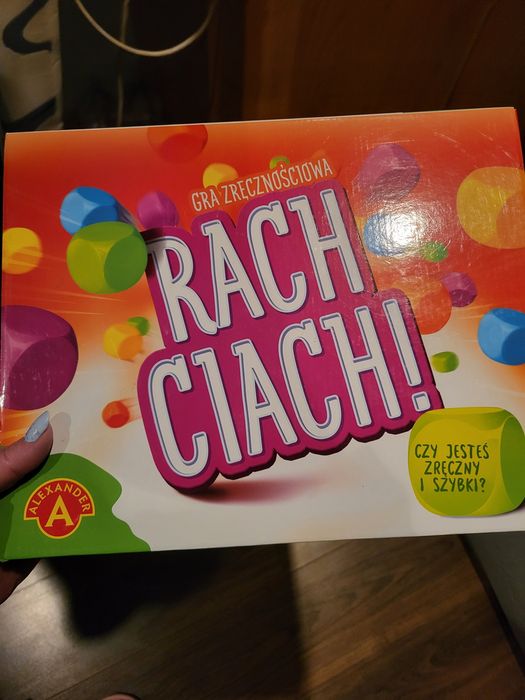 GRA ZRĘCZNOŚCIOWA
RACH
CIACH!
CZY JESTEŚ
ZRĘCZNY
I SZYBKI?
ALEXANDER
A